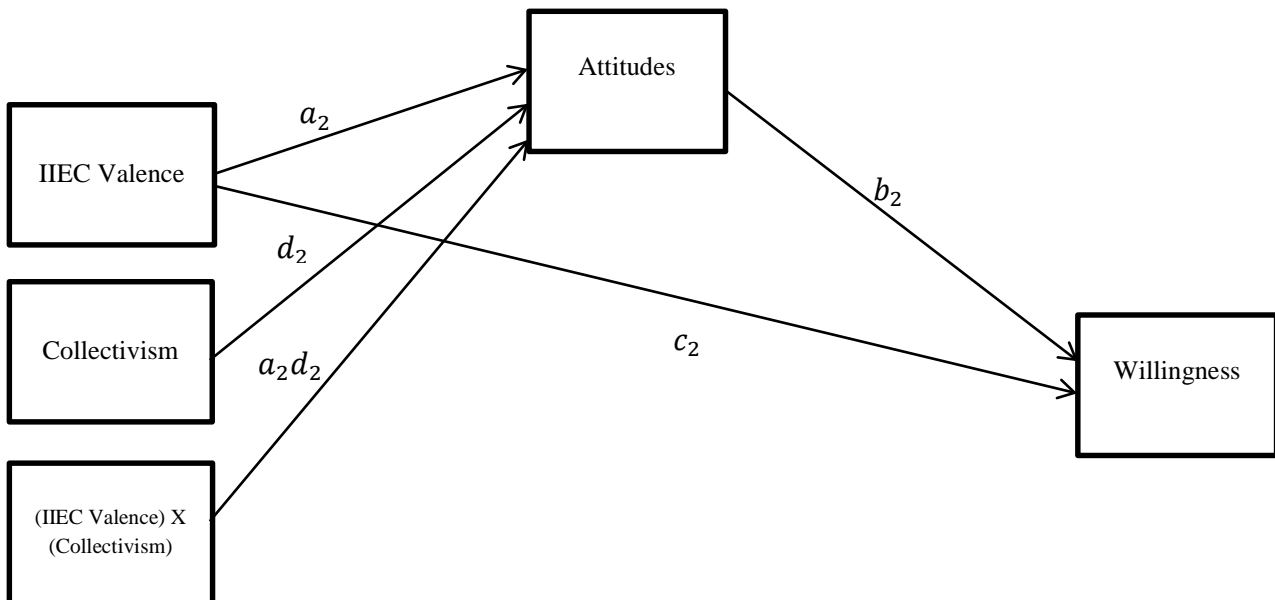 Attitudes
a₂
IIEC Valence
b₂
d₂
Collectivism
c₂
a₂d₂
Willingness
(IIEC Valence) X
(Collectivism)